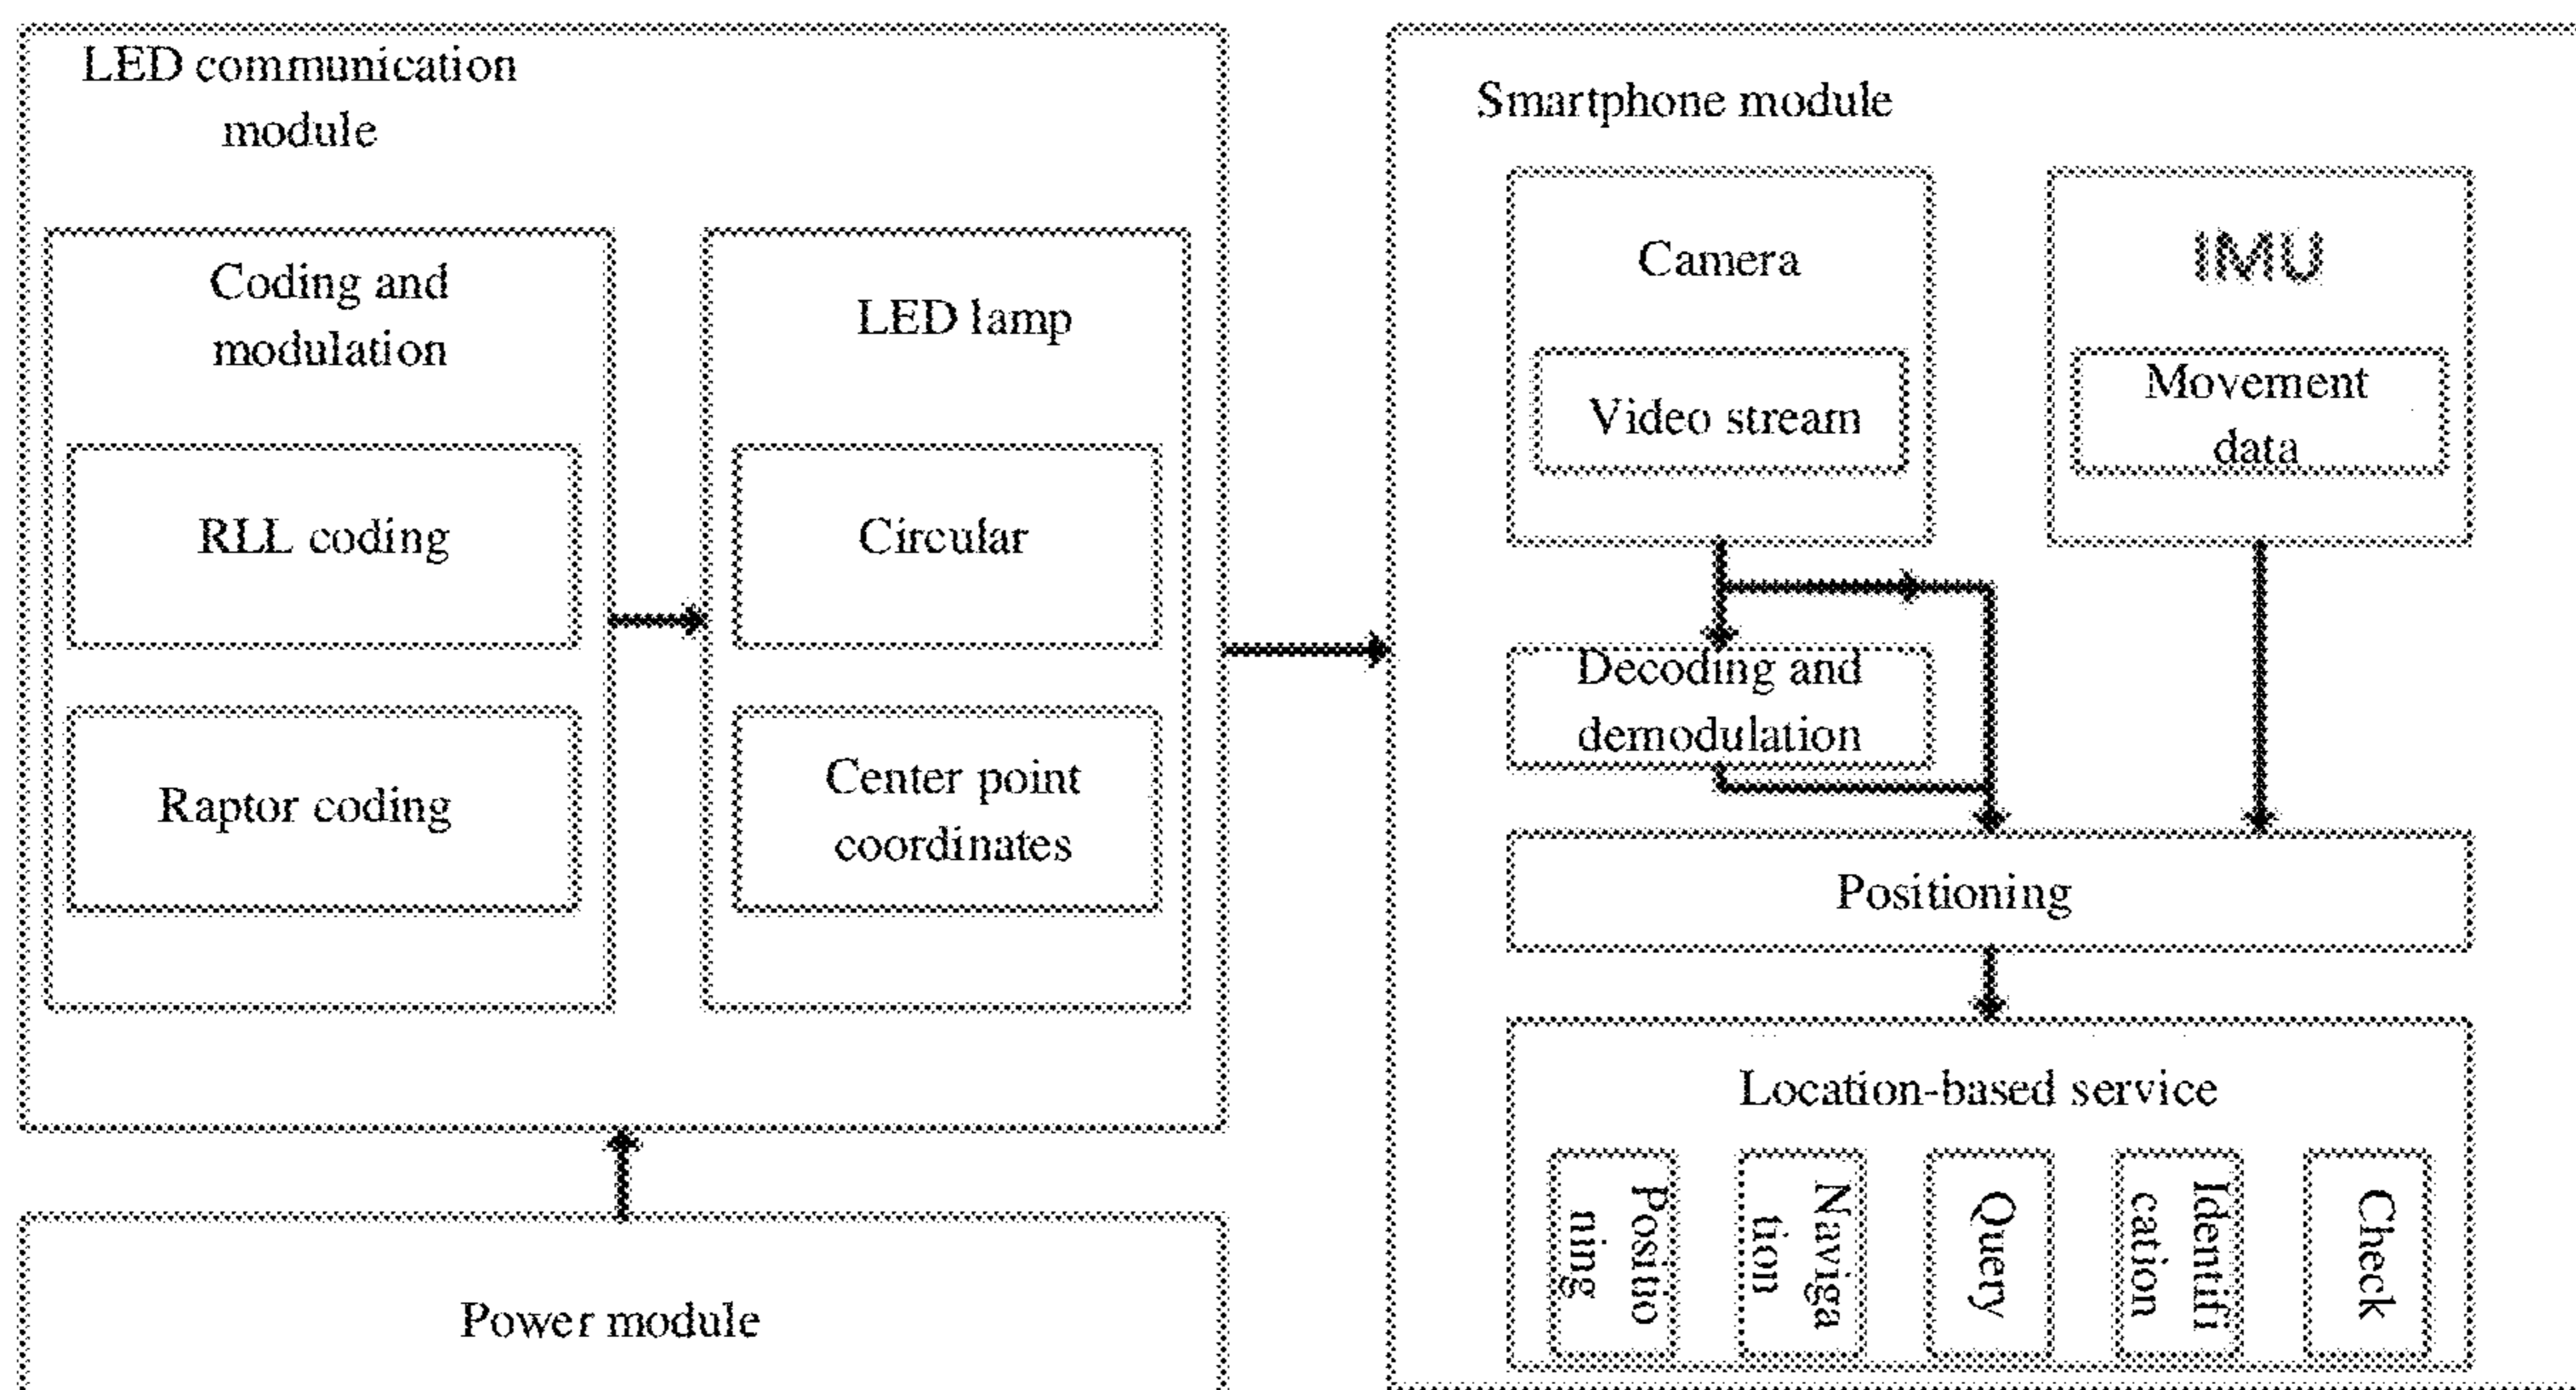 LED communication
module
Coding and
modulation
RLL coding
Raptor coding
LED lamp
Circular
Center point
coordinates
Power module
Smartphone module
Camera
Video stream
IMU
Movement
data
Decoding and
demodulation
Positioning
Location-based service
Positio
ning
Naviga
tion
Query
Identifi
cation
Check